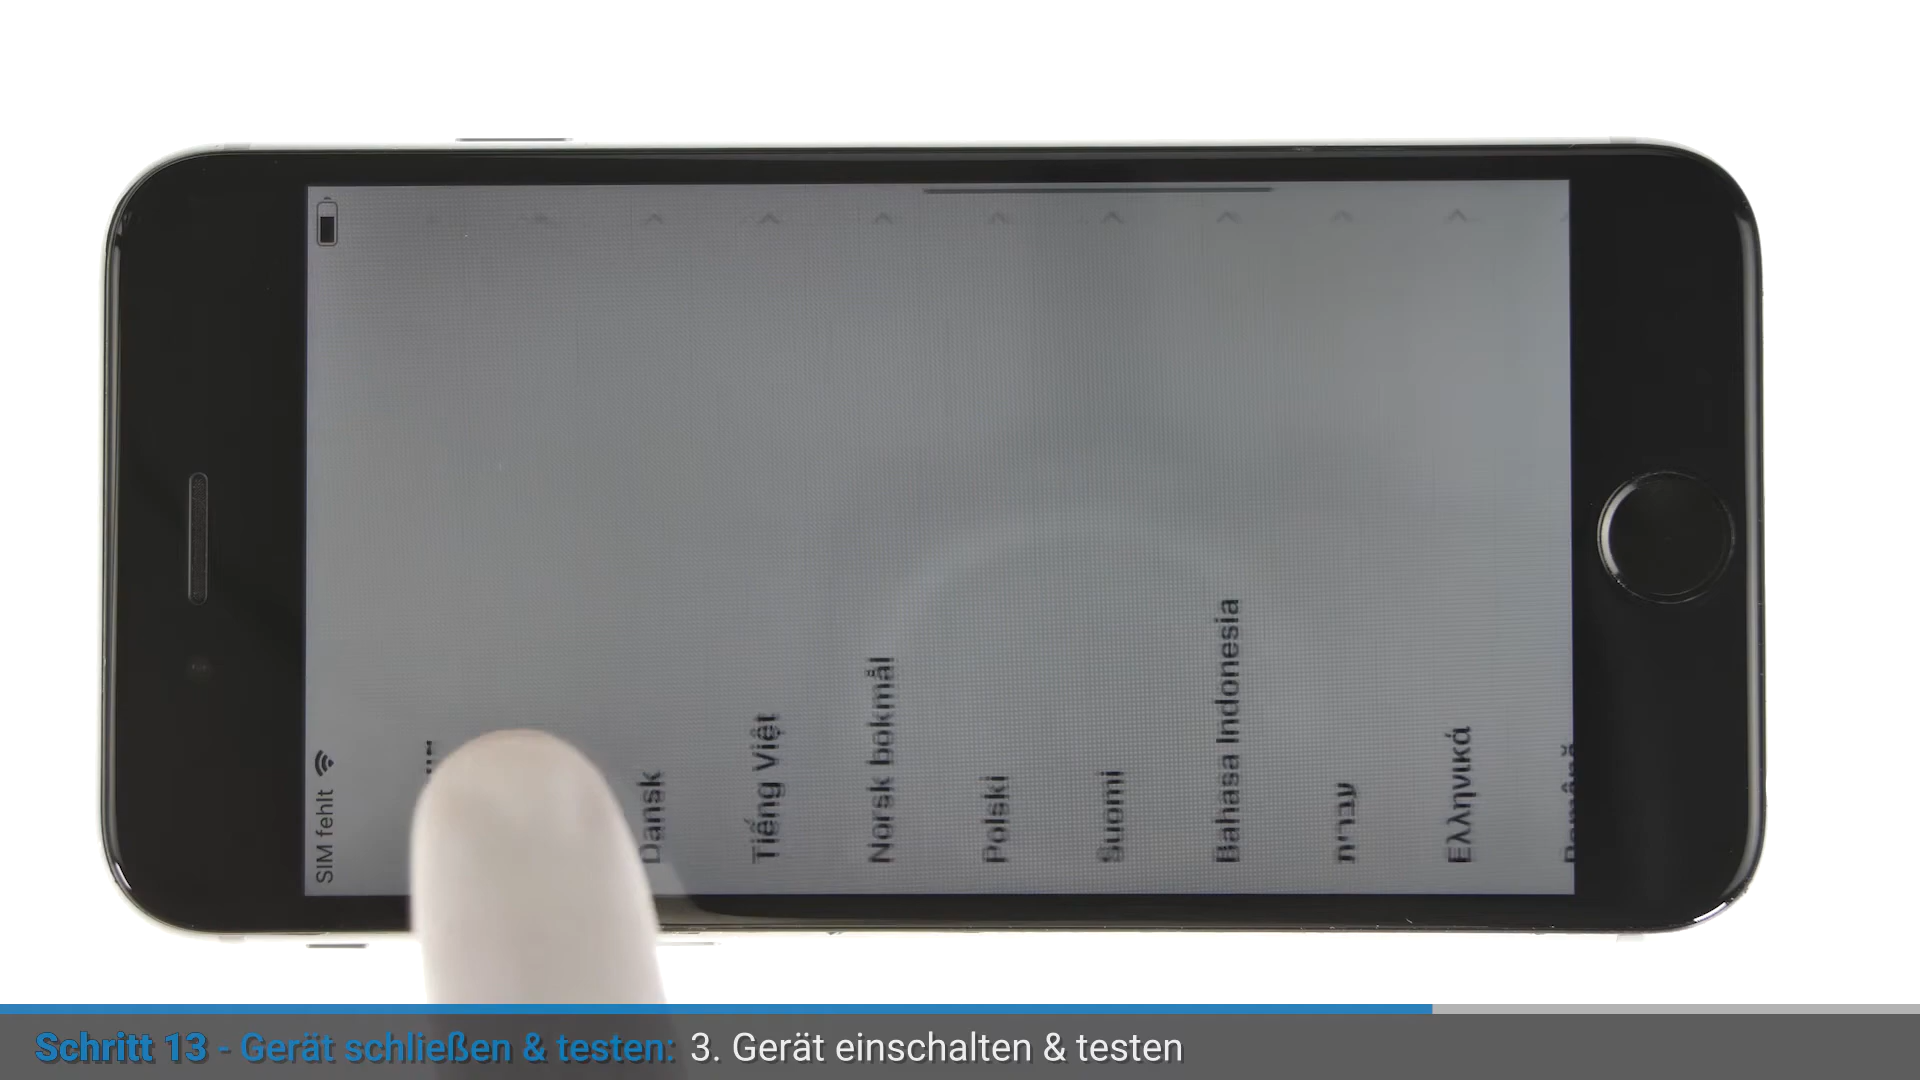 SIM fehlt
Dansk
Tiếng Việt
Norsk bokmål
Polski
Suomi
Bahasa Indonesia
עברית
Ελληνικά
Română
Schritt 13 - Gerät schließen & testen: 3. Gerät einschalten & testen